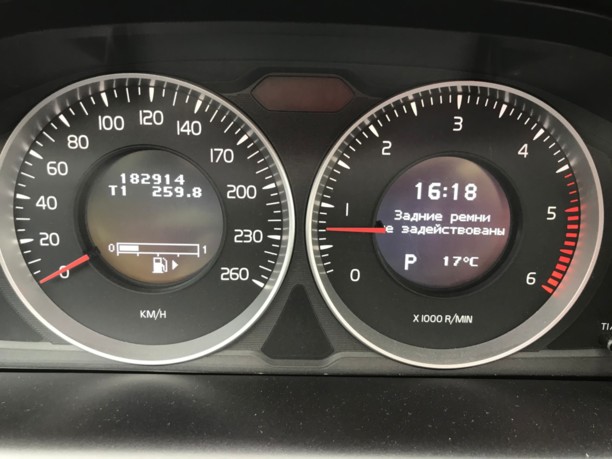 0 20 40 60 80 100 120 140 170 200 230 260
182914
T1 259.8
0 1
KM/H
0 1 2 3 4 5 6
16:18
Задние ремни
е задействованы
P 17°C
X 1000 R/MIN